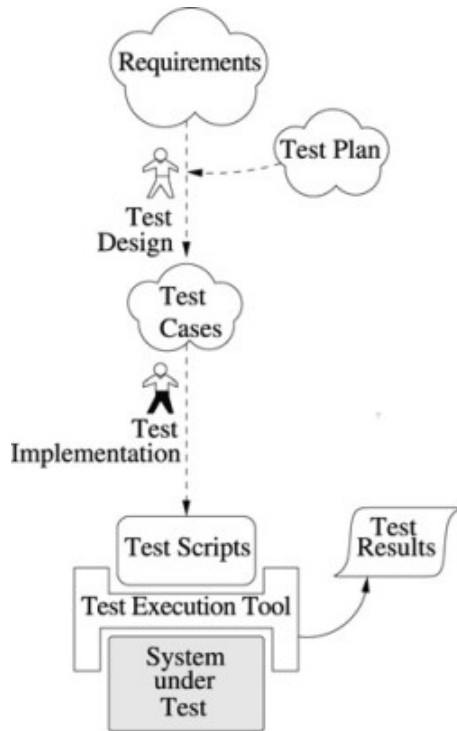 Requirements
Test Plan
Test
Design
Test
Cases
Test
Implementation
Test Scripts
Test
Results
Test Execution Tool
System
under
Test